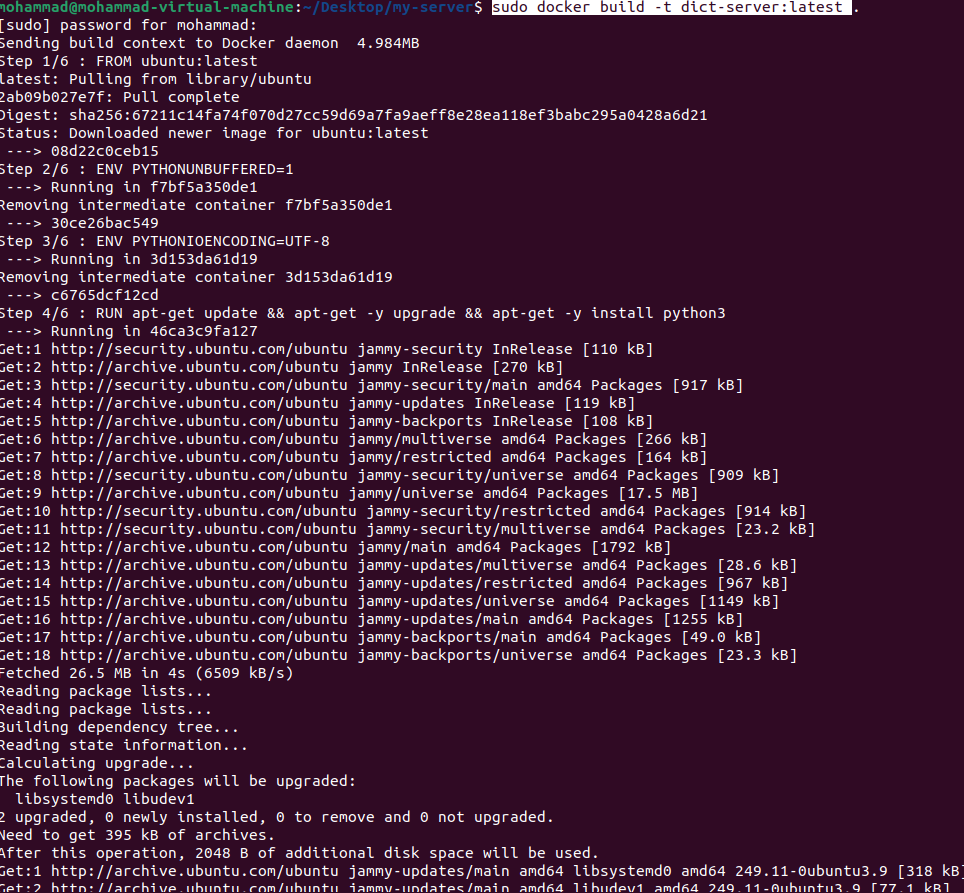 mohammad@mohammad-virtual-machine:~/Desktop/my-server$ sudo docker build -t dict-server:latest .
[sudo] password for mohammad:
Sending build context to Docker daemon  4.984MB
Step 1/6 : FROM ubuntu:latest
latest: Pulling from library/ubuntu
2ab09b027e7f: Pull complete
Digest: sha256:67211c14fa74f070d27cc59d69a7fa9aeff8e28ea118ef3babc295a0428a6d21
Status: Downloaded newer image for ubuntu:latest
 ---> 08d22c0ceb15
Step 2/6 : ENV PYTHONUNBUFFERED=1
 ---> Running in f7bf5a350de1
Removing intermediate container f7bf5a350de1
 ---> 30ce26bac549
Step 3/6 : ENV PYTHONIOENCODING=UTF-8
 ---> Running in 3d153da61d19
Removing intermediate container 3d153da61d19
 ---> c6765dcf12cd
Step 4/6 : RUN apt-get update && apt-get -y upgrade && apt-get -y install python3
 ---> Running in 46ca3c9fa127
Get:1 http://security.ubuntu.com/ubuntu jammy-security InRelease [110 kB]
Get:2 http://archive.ubuntu.com/ubuntu jammy InRelease [270 kB]
Get:3 http://security.ubuntu.com/ubuntu jammy-security/main amd64 Packages [917 kB]
Get:4 http://archive.ubuntu.com/ubuntu jammy-updates InRelease [119 kB]
Get:5 http://archive.ubuntu.com/ubuntu jammy-backports InRelease [108 kB]
Get:6 http://archive.ubuntu.com/ubuntu jammy/multiverse amd64 Packages [266 kB]
Get:7 http://archive.ubuntu.com/ubuntu jammy/restricted amd64 Packages [164 kB]
Get:8 http://security.ubuntu.com/ubuntu jammy-security/universe amd64 Packages [909 kB]
Get:9 http://archive.ubuntu.com/ubuntu jammy/universe amd64 Packages [17.5 MB]
Get:10 http://security.ubuntu.com/ubuntu jammy-security/restricted amd64 Packages [914 kB]
Get:11 http://security.ubuntu.com/ubuntu jammy-security/multiverse amd64 Packages [23.2 kB]
Get:12 http://archive.ubuntu.com/ubuntu jammy/main amd64 Packages [1792 kB]
Get:13 http://archive.ubuntu.com/ubuntu jammy-updates/multiverse amd64 Packages [28.6 kB]
Get:14 http://archive.ubuntu.com/ubuntu jammy-updates/restricted amd64 Packages [967 kB]
Get:15 http://archive.ubuntu.com/ubuntu jammy-updates/universe amd64 Packages [1149 kB]
Get:16 http://archive.ubuntu.com/ubuntu jammy-updates/main amd64 Packages [1255 kB]
Get:17 http://archive.ubuntu.com/ubuntu jammy-backports/main amd64 Packages [49.0 kB]
Get:18 http://archive.ubuntu.com/ubuntu jammy-backports/universe amd64 Packages [23.3 kB]
Fetched 26.5 MB in 4s (6509 kB/s)
Reading package lists...
Reading package lists...
Building dependency tree...
Reading state information...
Calculating upgrade...
The following packages will be upgraded:
  libsystemd0 libudev1
2 upgraded, 0 newly installed, 0 to remove and 0 not upgraded.
Need to get 395 kB of archives.
After this operation, 2048 B of additional disk space will be used.
Get:1 http://archive.ubuntu.com/ubuntu jammy-updates/main amd64 libsystemd0 amd64 249.11-0ubuntu3.9 [318 kB]
Get:2 http://archive.ubuntu.com/ubuntu jammy-updates/main amd64 libudev1 amd64 249.11-0ubuntu3.9 [77.1 kB]